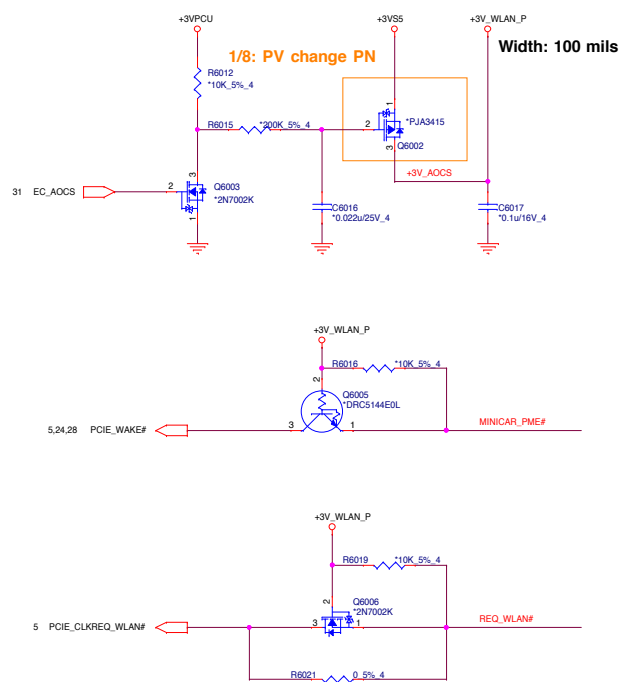 +3VPCU
+3VS5
+3V_WLAN_P
Width: 100 mils
1/8: PV change PN
R6012
*10K_5%_4
1
R6015
*200K_5%_4
2
*PJA3415
3
Q6002
3
+3V_AOCS
31 EC_AOCS
2
Q6003
*2N7002K
1
C6016
*0.022u/25V_4
C6017
*0.1u/16V_4
+3V_WLAN_P
R6016
*10K_5%_4
2
Q6005
*DRC5144E0L
5,24,28 PCIE_WAKE#
3
1
MINICAR_PME#
+3V_WLAN_P
R6019
*10K_5%_4
2
Q6006
*2N7002K
5 PCIE_CLKREQ_WLAN#
3
1
REQ_WLAN#
R6021
0_5%_4